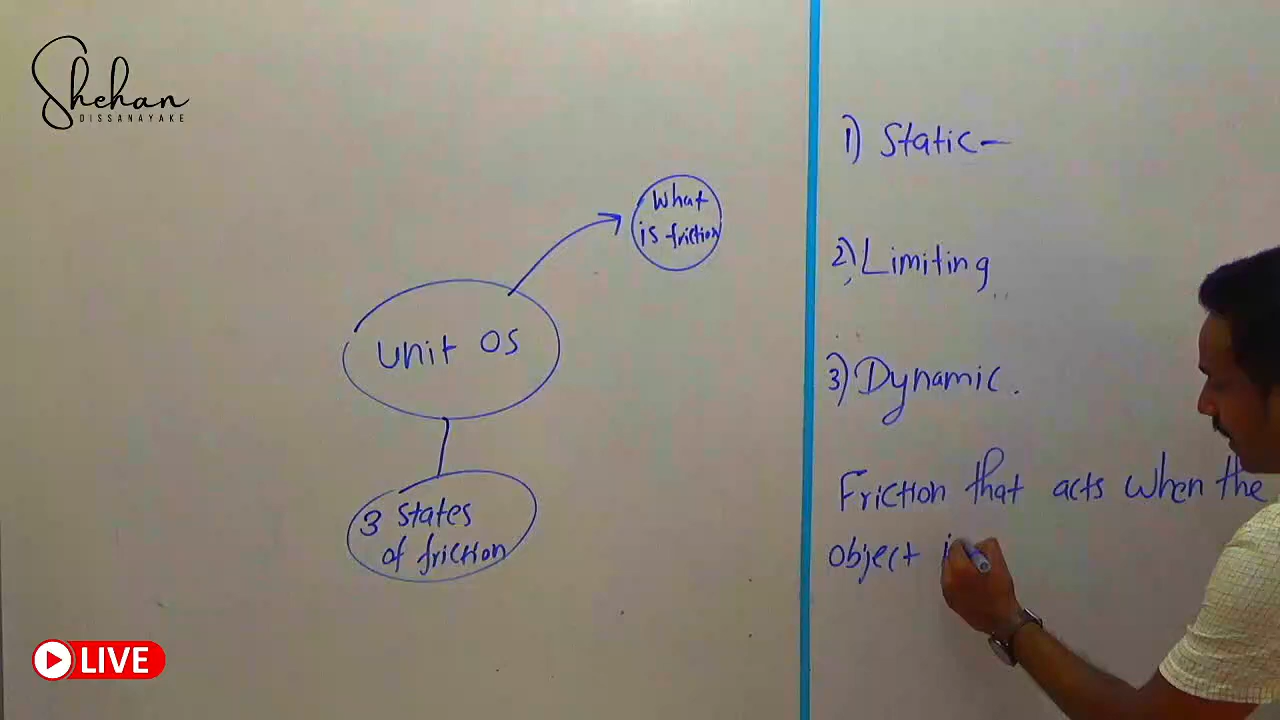 Shehan
DISSANAYAKE
What
is friction
unit 05
3 states
of friction
1) Static -
2) Limiting
3) Dynamic.
Friction that acts when the
object
LIVE